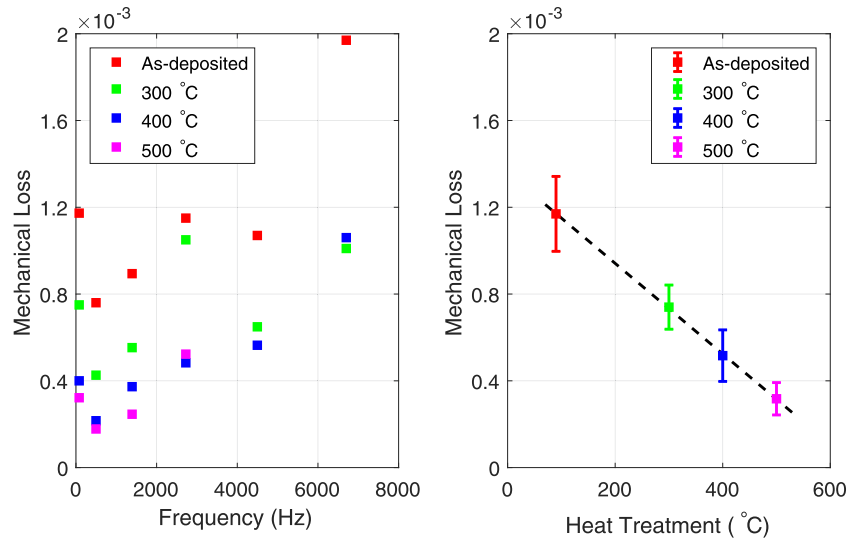 ×10⁻³
2
1.6
1.2
0.8
0.4
0
Mechanical Loss
As-deposited
300 °C
400 °C
500 °C
0 2000 4000 6000 8000
Frequency (Hz)
×10⁻³
2
1.6
1.2
0.8
0.4
0
Mechanical Loss
As-deposited
300 °C
400 °C
500 °C
0 200 400 600
Heat Treatment ( °C)